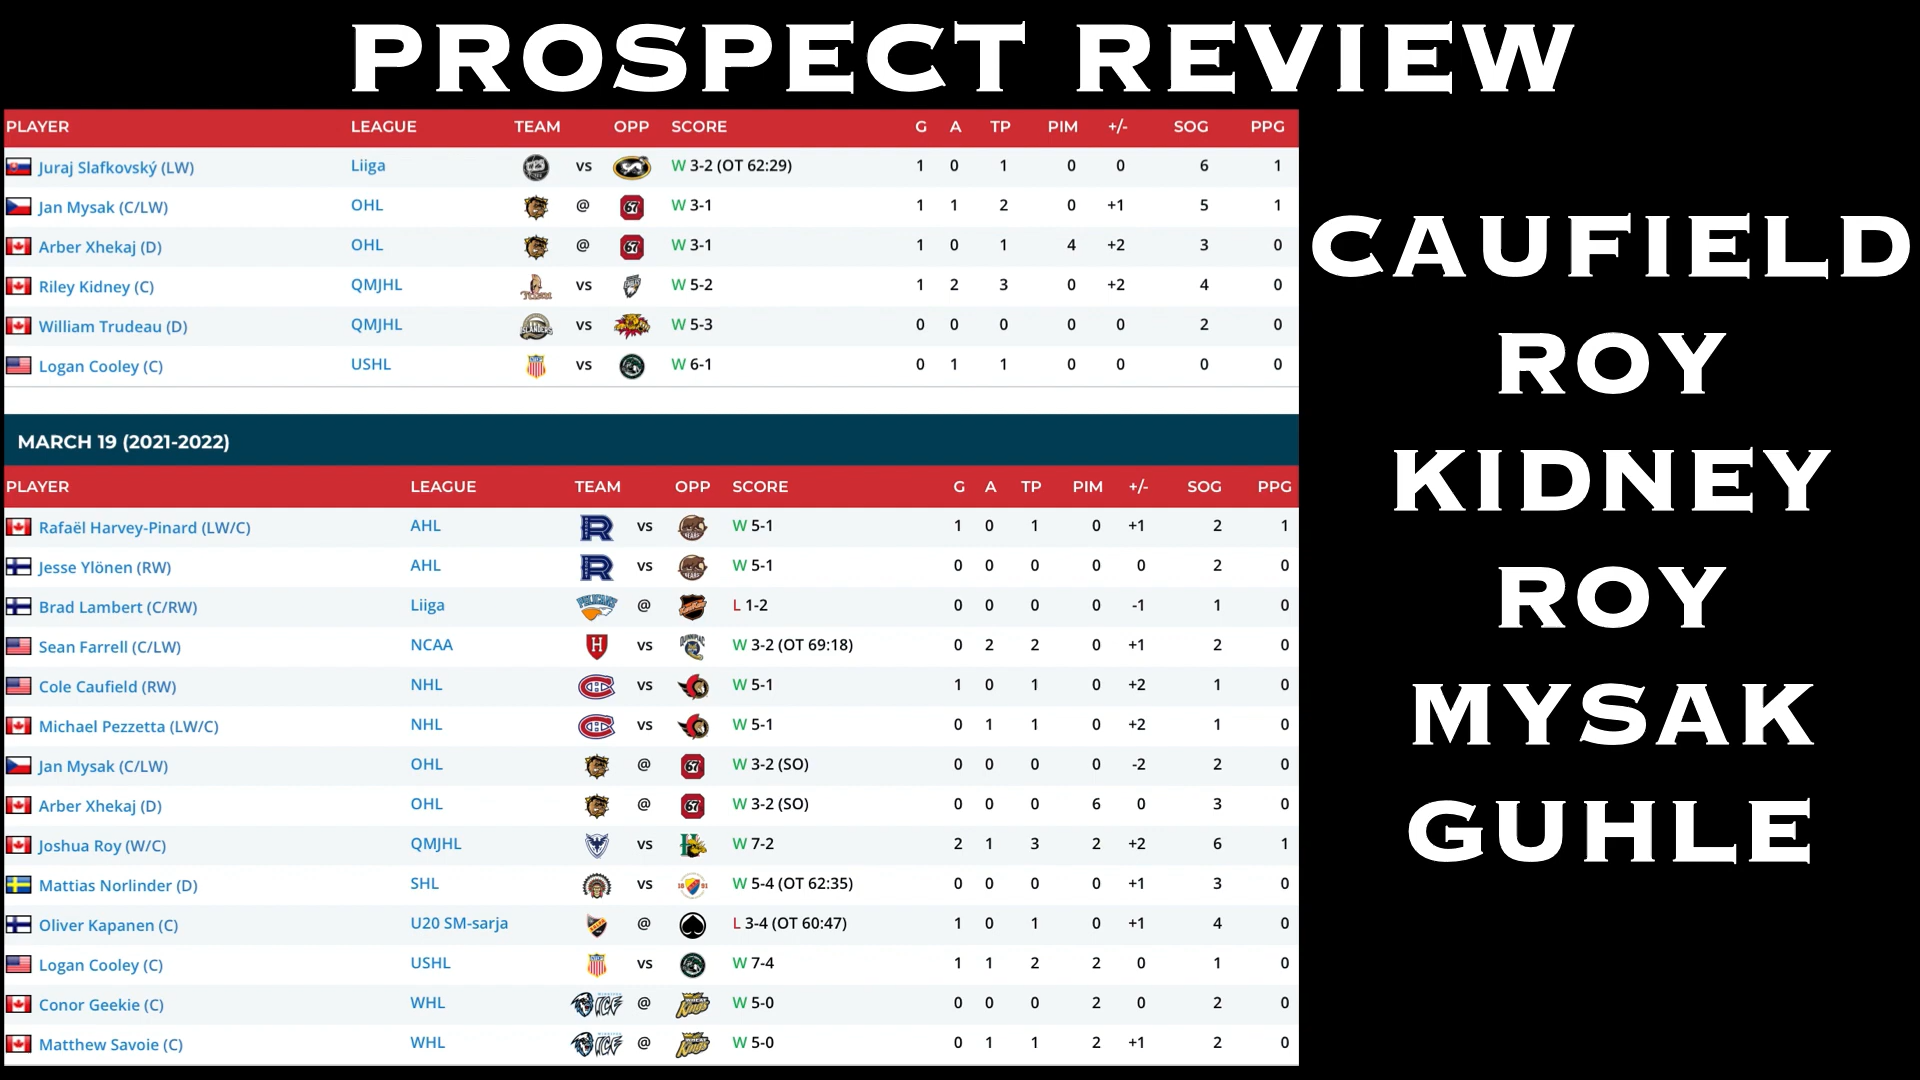 PROSPECT REVIEW
PLAYER LEAGUE TEAM OPP SCORE G A TP PIM +/- SOG PPG
Juraj Slafkovský (LW) Liiga vs W 3-2 (OT 62:29) 1 0 1 0 0 6 1
Jan Mysak (C/LW) OHL @ 67 W 3-1 1 1 2 0 +1 5 1
Arber Xhekaj (D) OHL @ 67 W 3-1 1 0 1 4 +2 3 0
Riley Kidney (C) QMJHL vs W 5-2 1 2 3 0 +2 4 0
William Trudeau (D) QMJHL vs W 5-3 0 0 0 0 0 2 0
Logan Cooley (C) USHL vs W 6-1 0 1 1 0 0 0 0
MARCH 19 (2021-2022)
PLAYER LEAGUE TEAM OPP SCORE G A TP PIM +/- SOG PPG
Rafaël Harvey-Pinard (LW/C) AHL vs W 5-1 1 0 1 0 +1 2 1
Jesse Ylönen (RW) AHL vs W 5-1 0 0 0 0 0 2 0
Brad Lambert (C/RW) Liiga PELICANS @ L 1-2 0 0 0 0 -1 1 0
Sean Farrell (C/LW) NCAA H vs W 3-2 (OT 69:18) 0 2 2 0 +1 2 0
Cole Caufield (RW) NHL vs W 5-1 1 0 1 0 +2 1 0
Michael Pezzetta (LW/C) NHL vs W 5-1 0 1 1 0 +2 1 0
Jan Mysak (C/LW) OHL @ 67 W 3-2 (SO) 0 0 0 0 -2 2 0
Arber Xhekaj (D) OHL @ 67 W 3-2 (SO) 0 0 0 6 0 3 0
Joshua Roy (W/C) QMJHL vs W 7-2 2 1 3 2 +2 6 1
Mattias Norlinder (D) SHL vs W 5-4 (OT 62:35) 0 0 0 0 +1 3 0
Oliver Kapanen (C) U20 SM-sarja @ L 3-4 (OT 60:47) 1 0 1 0 +1 4 0
Logan Cooley (C) USHL vs W 7-4 1 1 2 2 0 1 0
Conor Geekie (C) WHL ICE @ W 5-0 0 0 0 2 0 2 0
Matthew Savoie (C) WHL ICE @ W 5-0 0 1 1 2 +1 2 0
CAUFIELD
ROY
KIDNEY
ROY
MYSAK
GUHLE